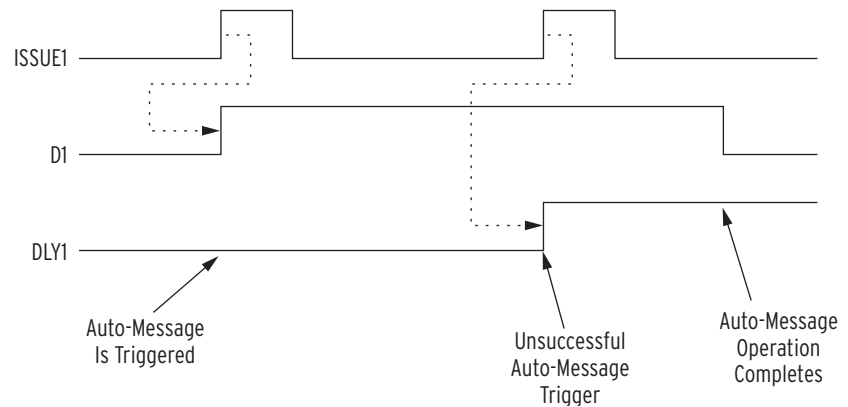 ISSUE1
D1
DLY1
Auto-Message
Is Triggered
Unsuccessful
Auto-Message
Trigger
Auto-Message
Operation
Completes